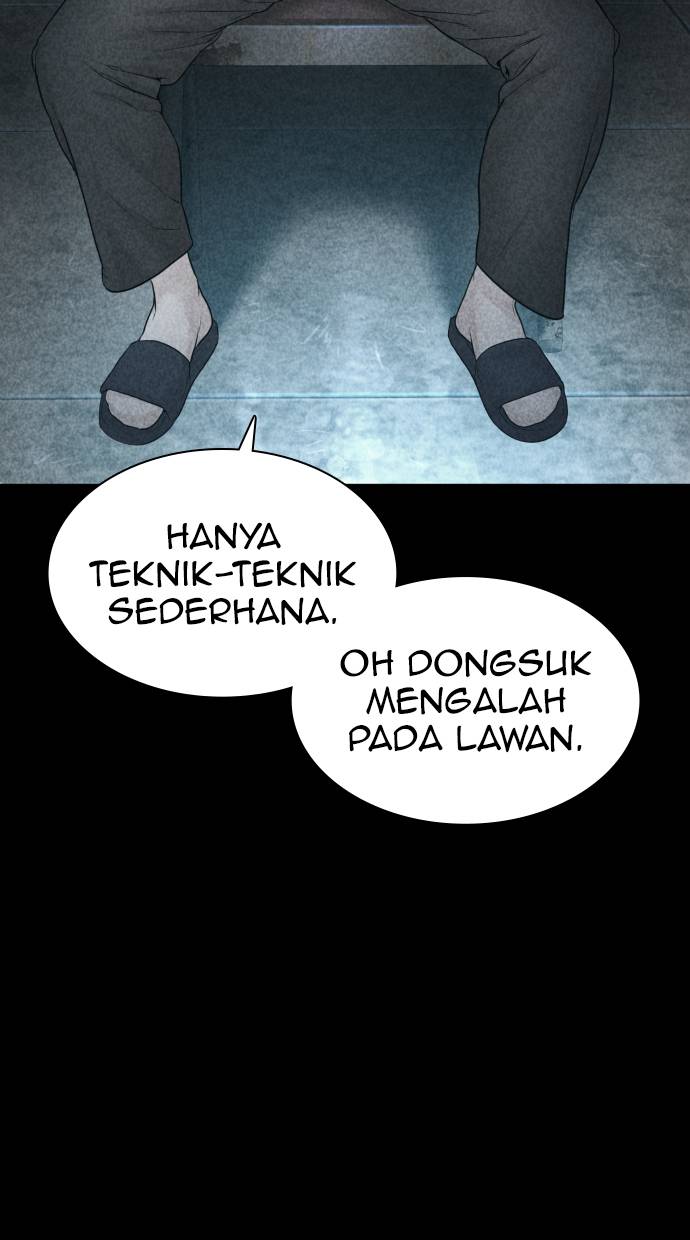 HANYA
TEKNIK-TEKNIK
SEDERHANA.
OH DONGSUK
MENGALAH
PADA LAWAN.